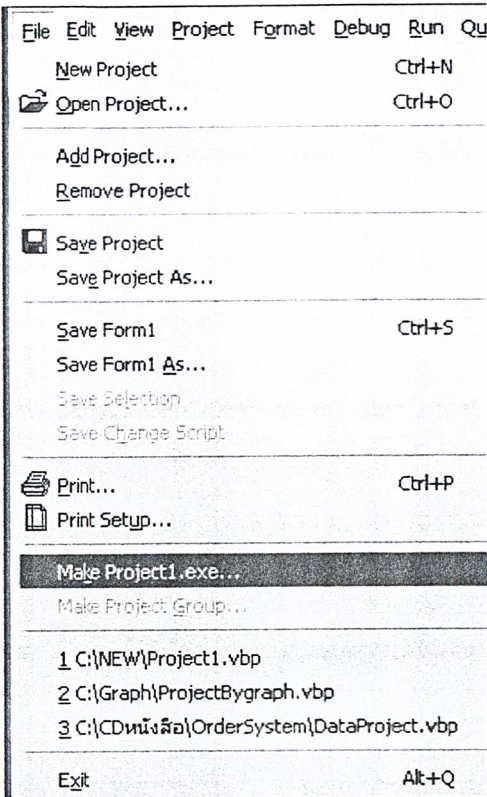 File Edit View Project Format Debug Run Qu
New Project Ctrl+N
Open Project... Ctrl+O
Add Project...
Remove Project
Save Project
Save Project As...
Save Form1 Ctrl+S
Save Form1 As...
Save Selection
Save Change Script
Print... Ctrl+P
Print Setup...
Make Project1.exe...
Make Project Group...
1 C:\NEW\Project1.vbp
2 C:\Graph\ProjectBygraph.vbp
3 C:\CDหนังสือ\OrderSystem\DataProject.vbp
Exit Alt+Q